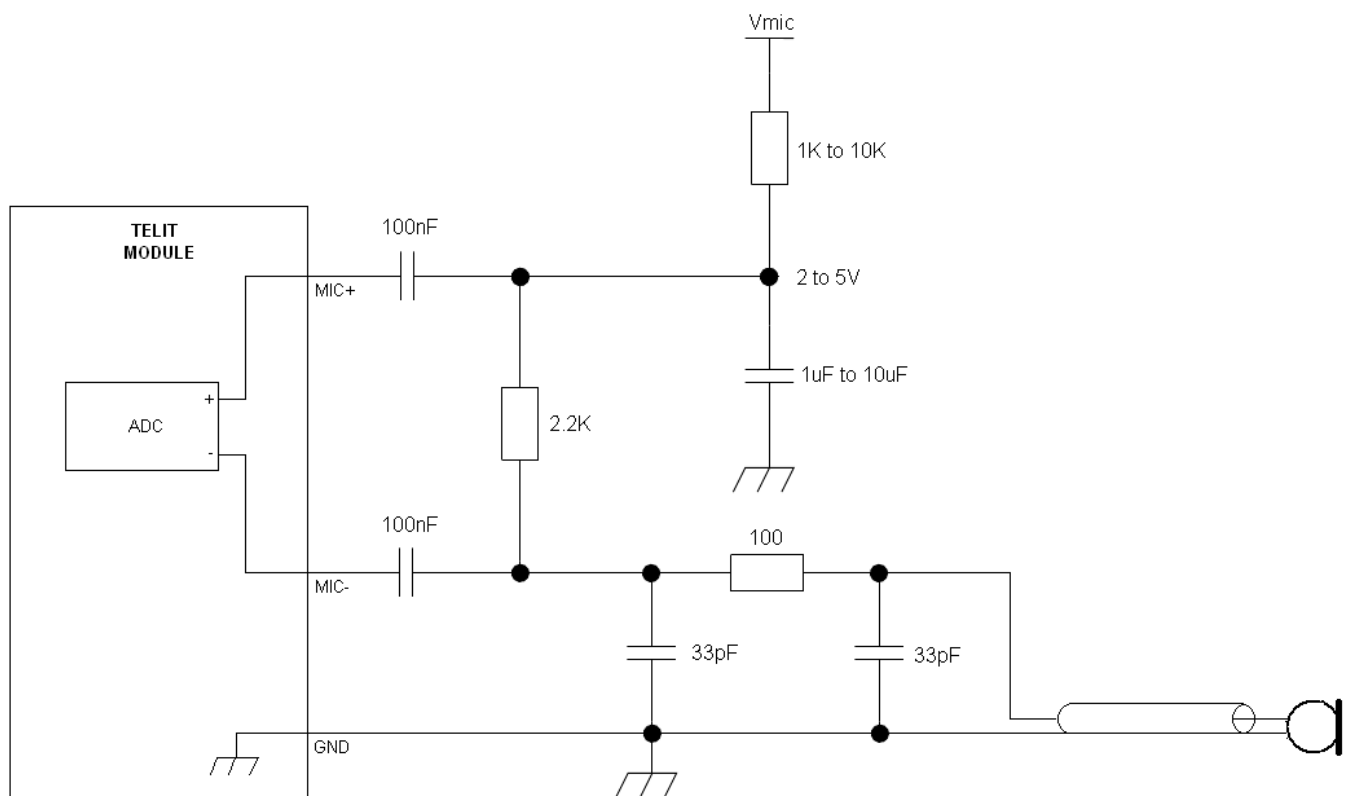 Vmic
1K to 10K
TELIT
MODULE
100nF
MIC+
2 to 5V
1uF to 10uF
+
ADC
-
2.2K
100nF
100
MIC-
33pF
33pF
GND